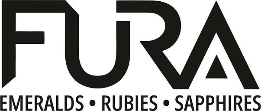 FURA
EMERALDS • RUBIES • SAPPHIRES